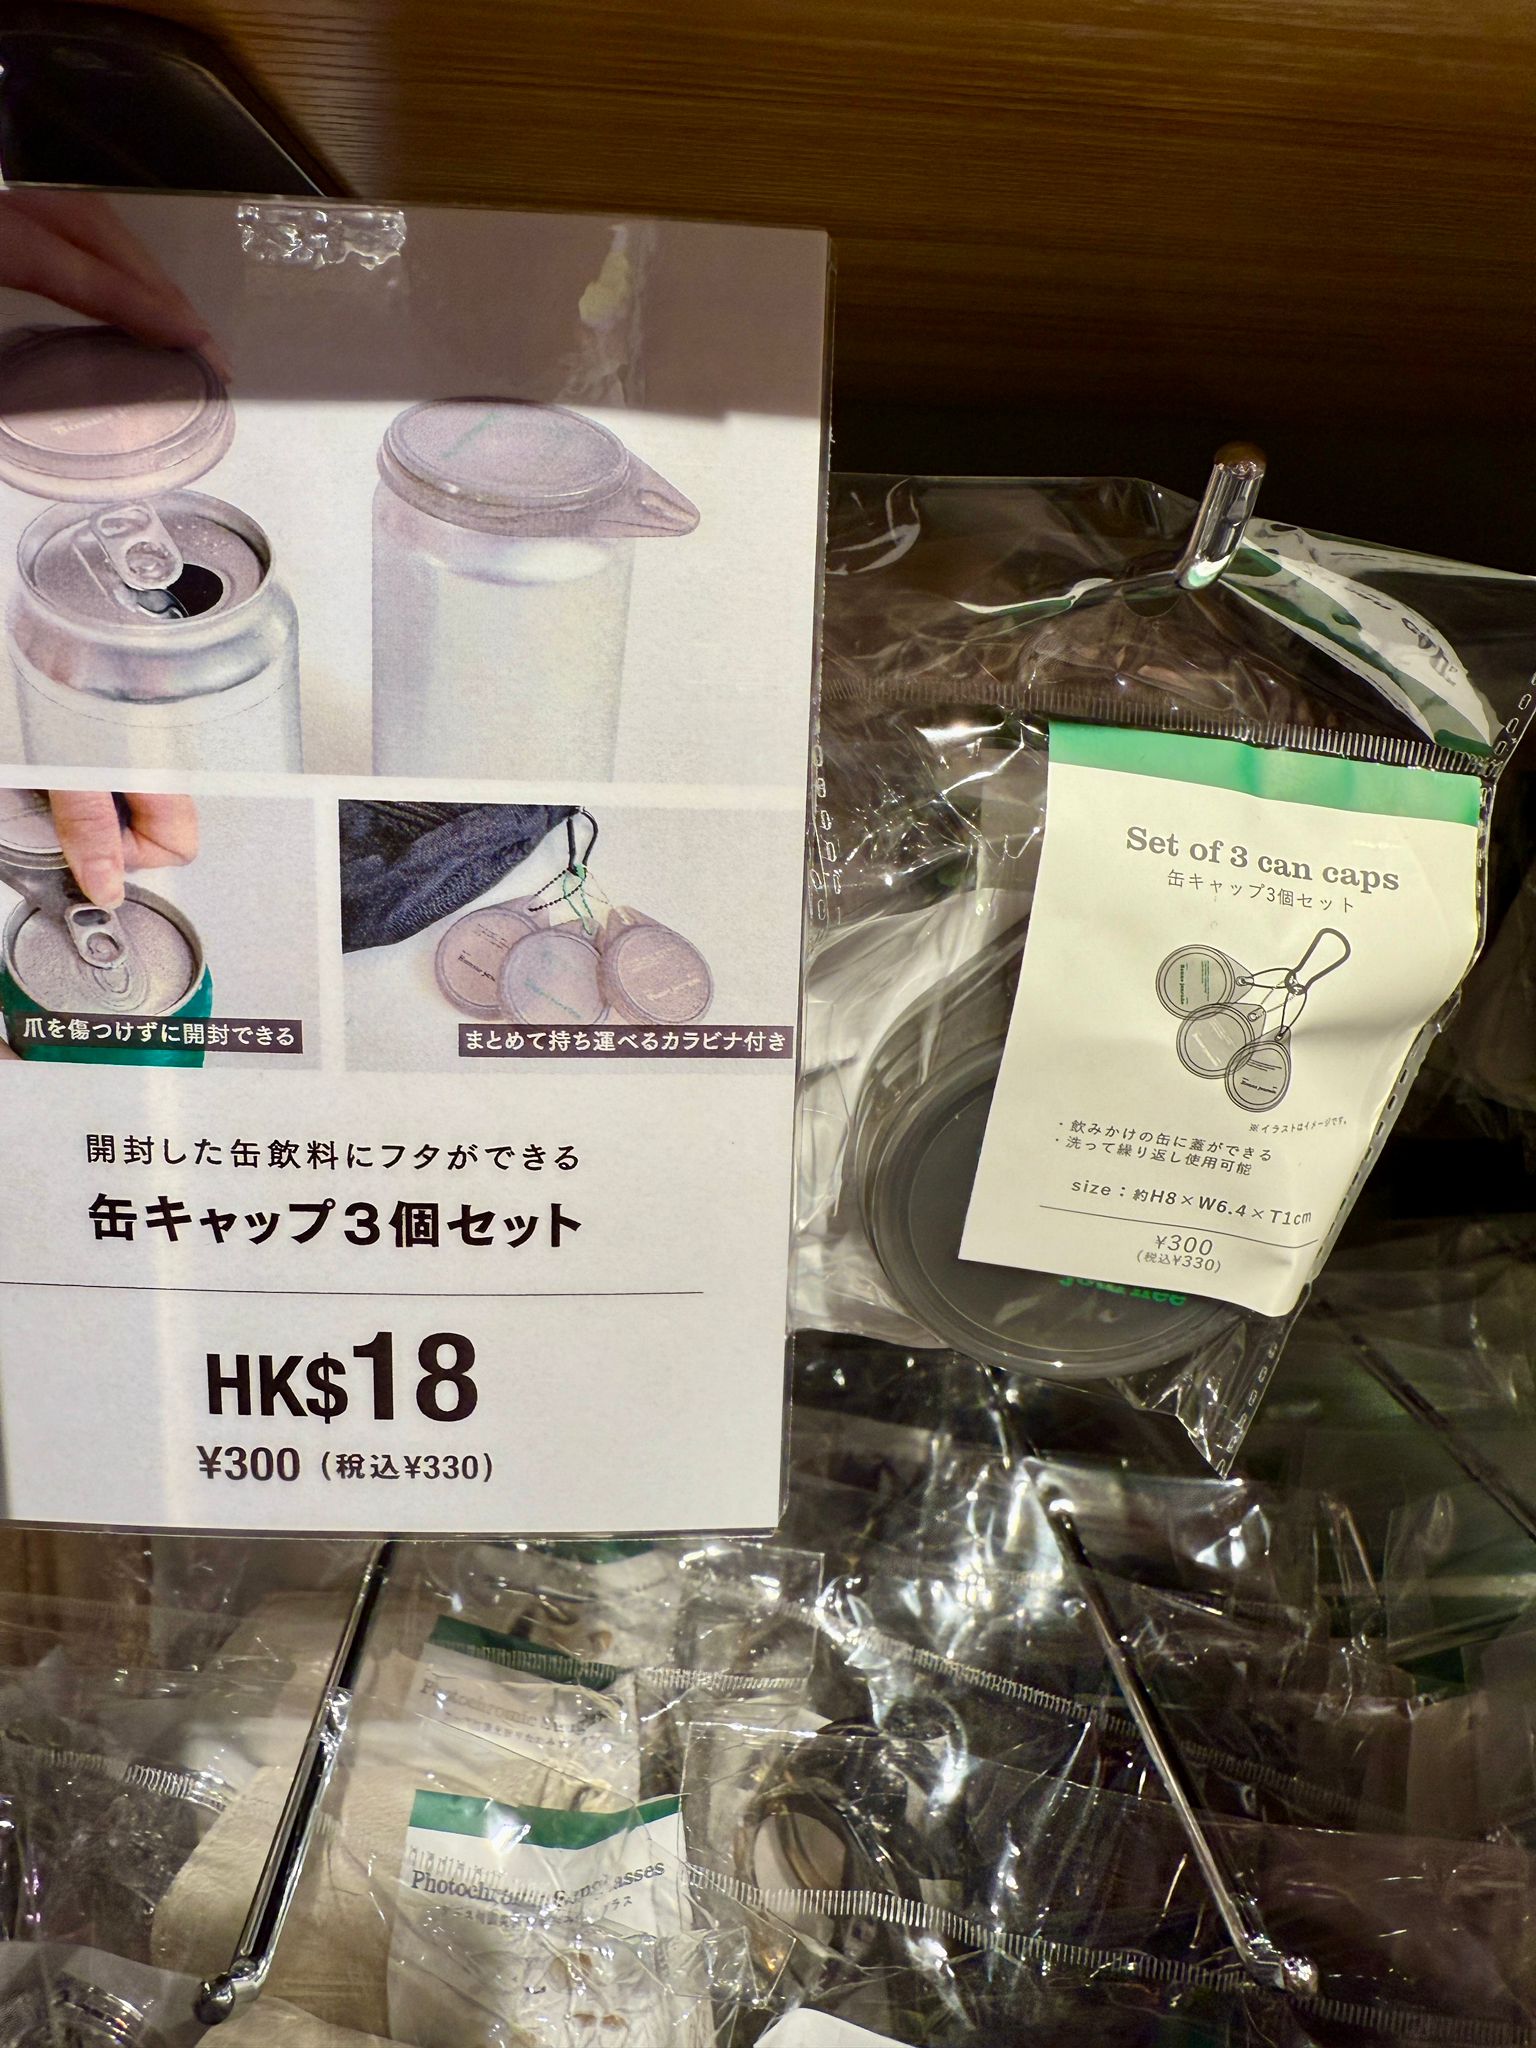 爪を傷つけずに開封できる
まとめて持ち運べるカラビナ付き
開封した缶飲料にフタができる
缶キャップ3個セット
HK$18
¥300 (税込¥330)
Set of 3 can caps
缶キャップ3個セット
※イラストはイメージです。
・飲みかけの缶に蓋ができる
・洗って繰り返し使用可能
size : 約H8×W6.4×T1cm
¥300
(税込¥330)
Photochromic
Photochromic Sunglasses